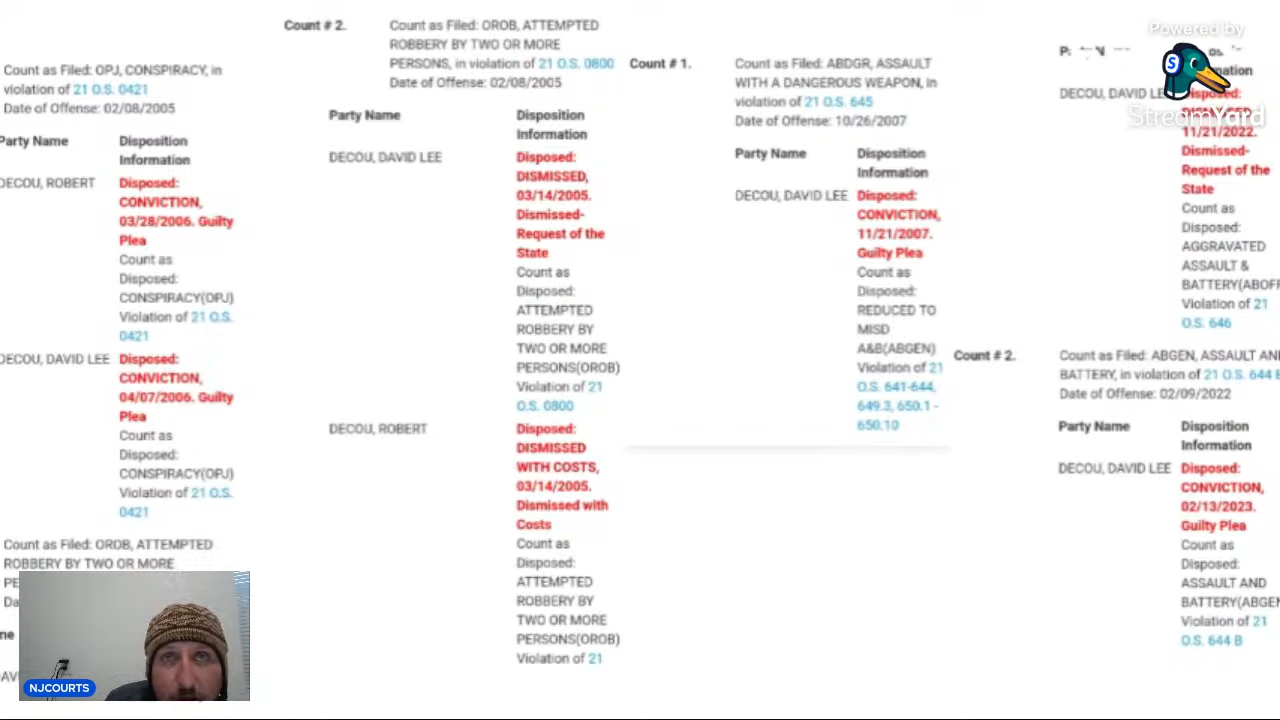 Count as Filed: OPJ, CONSPIRACY, in
violation of 21 O.S. 0421
Date of Offense: 02/08/2005
Party Name
Disposition
Information
DECOU, ROBERT
Disposed:
CONVICTION,
03/28/2006. Guilty
Plea
Count as
Disposed:
CONSPIRACY(OPJ)
Violation of 21 O.S.
0421
DECOU, DAVID LEE
Disposed:
CONVICTION,
04/07/2006. Guilty
Plea
Count as
Disposed:
CONSPIRACY(OPJ)
Violation of 21 O.S.
0421
Count as Filed: OROB, ATTEMPTED
ROBBERY BY TWO OR MORE
NJCOURTS
Count # 2.
Count as Filed: OROB, ATTEMPTED
ROBBERY BY TWO OR MORE
PERSONS, in violation of 21 O.S. 0800
Date of Offense: 02/08/2005
Party Name
Disposition
Information
DECOU, DAVID LEE
Disposed:
DISMISSED,
03/14/2005.
Dismissed-
Request of the
State
Count as
Disposed:
ATTEMPTED
ROBBERY BY
TWO OR MORE
PERSONS(OROB)
Violation of 21
O.S. 0800
DECOU, ROBERT
Disposed:
DISMISSED
WITH COSTS,
03/14/2005.
Dismissed with
Costs
Count as
Disposed:
ATTEMPTED
ROBBERY BY
TWO OR MORE
PERSONS(OROB)
Violation of 21
Count # 1.
Count as Filed: ABDGR, ASSAULT
WITH A DANGEROUS WEAPON, in
violation of 21 O.S. 645
Date of Offense: 10/26/2007
Party Name
Disposition
Information
DECOU, DAVID LEE
Disposed:
CONVICTION,
11/21/2007.
Guilty Plea
Count as
Disposed:
REDUCED TO
MISD
A&B(ABGEN)
Violation of 21
O.S. 641-644,
649.3, 650.1 -
650.10
Powered by
StreamYard
DECOU, DAVID LEE
11/21/2022.
Dismissed-
Request of the
State
Count as
Disposed:
AGGRAVATED
ASSAULT &
BATTERY(ABOFF
Violation of 21
O.S. 646
Count # 2.
Count as Filed: ABGEN, ASSAULT AND
BATTERY, in violation of 21 O.S. 644 B
Date of Offense: 02/09/2022
Party Name
Disposition
Information
DECOU, DAVID LEE
Disposed:
CONVICTION,
02/13/2023.
Guilty Plea
Count as
Disposed:
ASSAULT AND
BATTERY(ABGEN
Violation of 21
O.S. 644 B